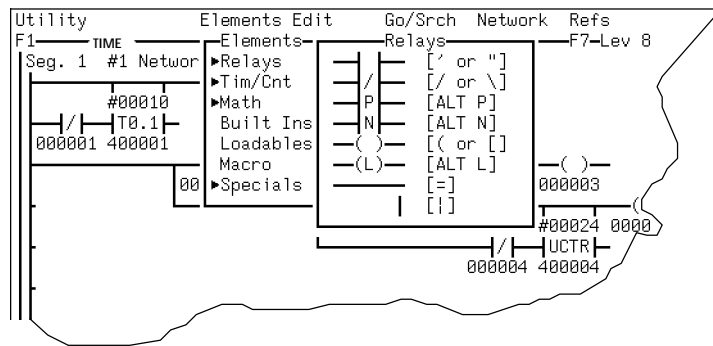 Utility Elements Edit Go/Srch Network Refs
F1 TIME Elements Relays F7-Lev 8
Seg. 1 #1 Networ ▸Relays [' or "]
▸Tim/Cnt / [/ or \]
#00010 ▸Math P [ALT P]
/ T0.1 Built Ins N [ALT N]
000001 400001 Loadables ( ) [( or []
Macro (L) [ALT L] ( )
00 ▸Specials [=] 000003
[¦] (
#00024 0000
/ UCTR
000004 400004